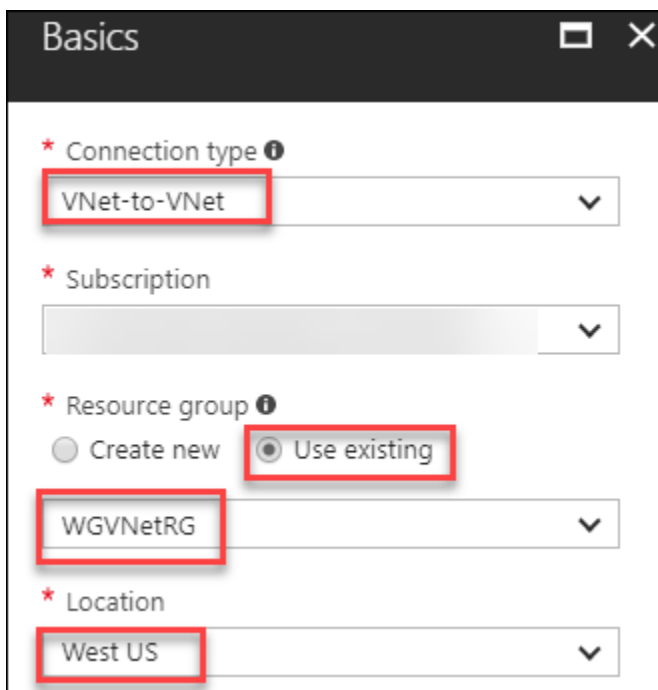 Basics
* Connection type
VNet-to-VNet
* Subscription
* Resource group
Create new Use existing
WGVNetRG
* Location
West US